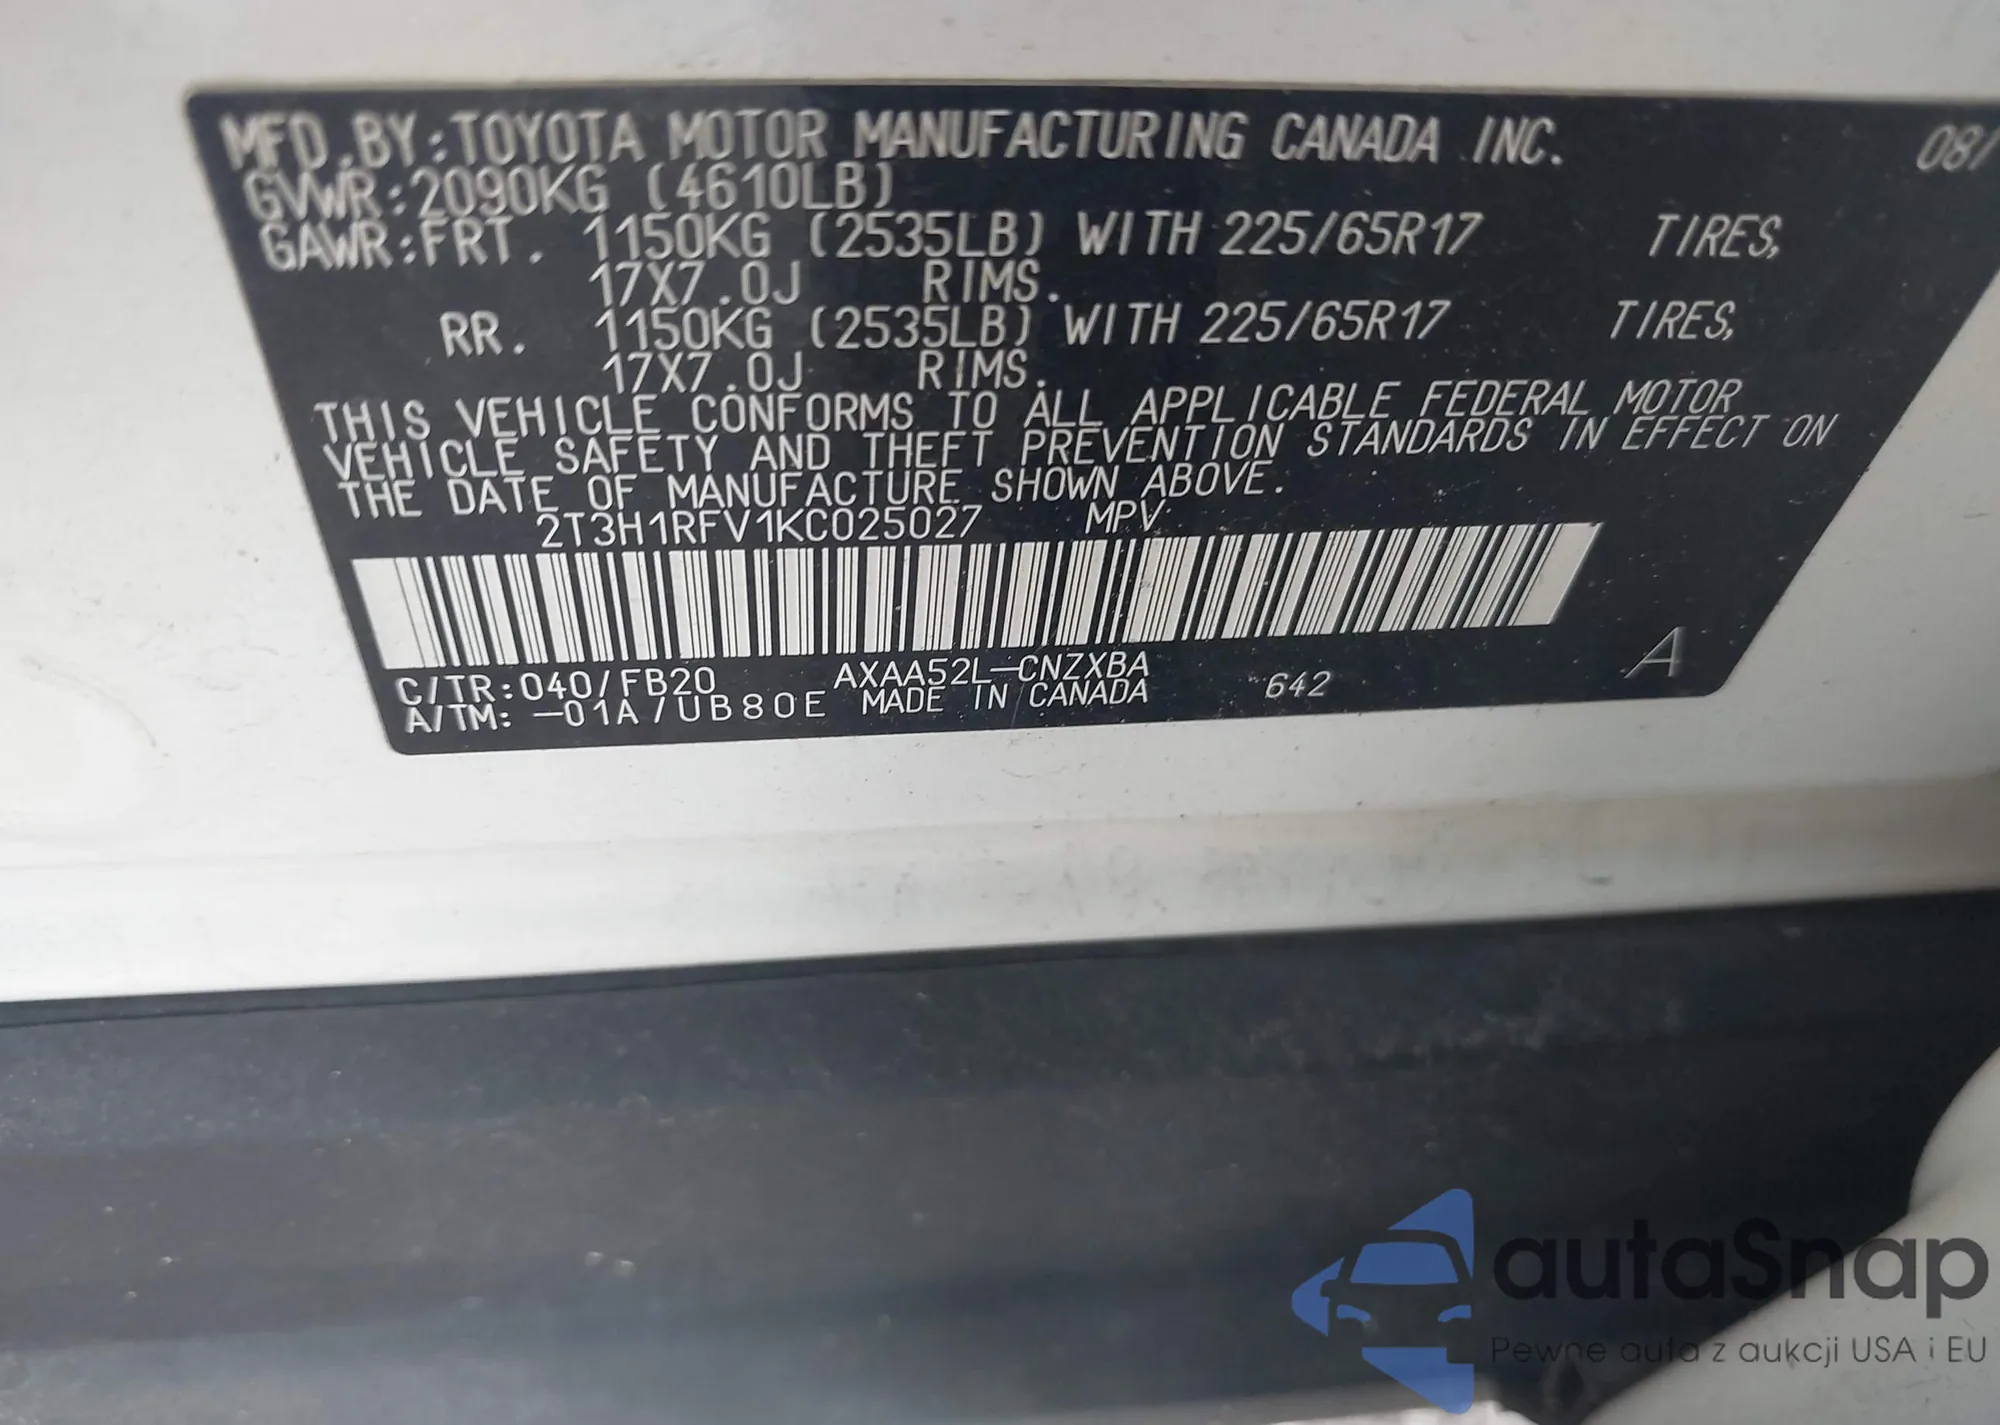 MFD.BY:TOYOTA MOTOR MANUFACTURING CANADA INC. 08/
GVWR:2090KG (4610LB)
GAWR:FRT. 1150KG (2535LB) WITH 225/65R17 TIRES,
17X7.0J RIMS.
RR. 1150KG (2535LB) WITH 225/65R17 TIRES,
17X7.0J RIMS.
THIS VEHICLE CONFORMS TO ALL APPLICABLE FEDERAL MOTOR
VEHICLE SAFETY AND THEFT PREVENTION STANDARDS IN EFFECT ON
THE DATE OF MANUFACTURE SHOWN ABOVE.
2T3H1RFV1KC025027 MPV
C/TR:040/FB20 AXAA52L-CNZXBA
A/TM:-01A/UB80E MADE IN CANADA 642 A
autaSnap
Pewne auta z aukcji USA i EU